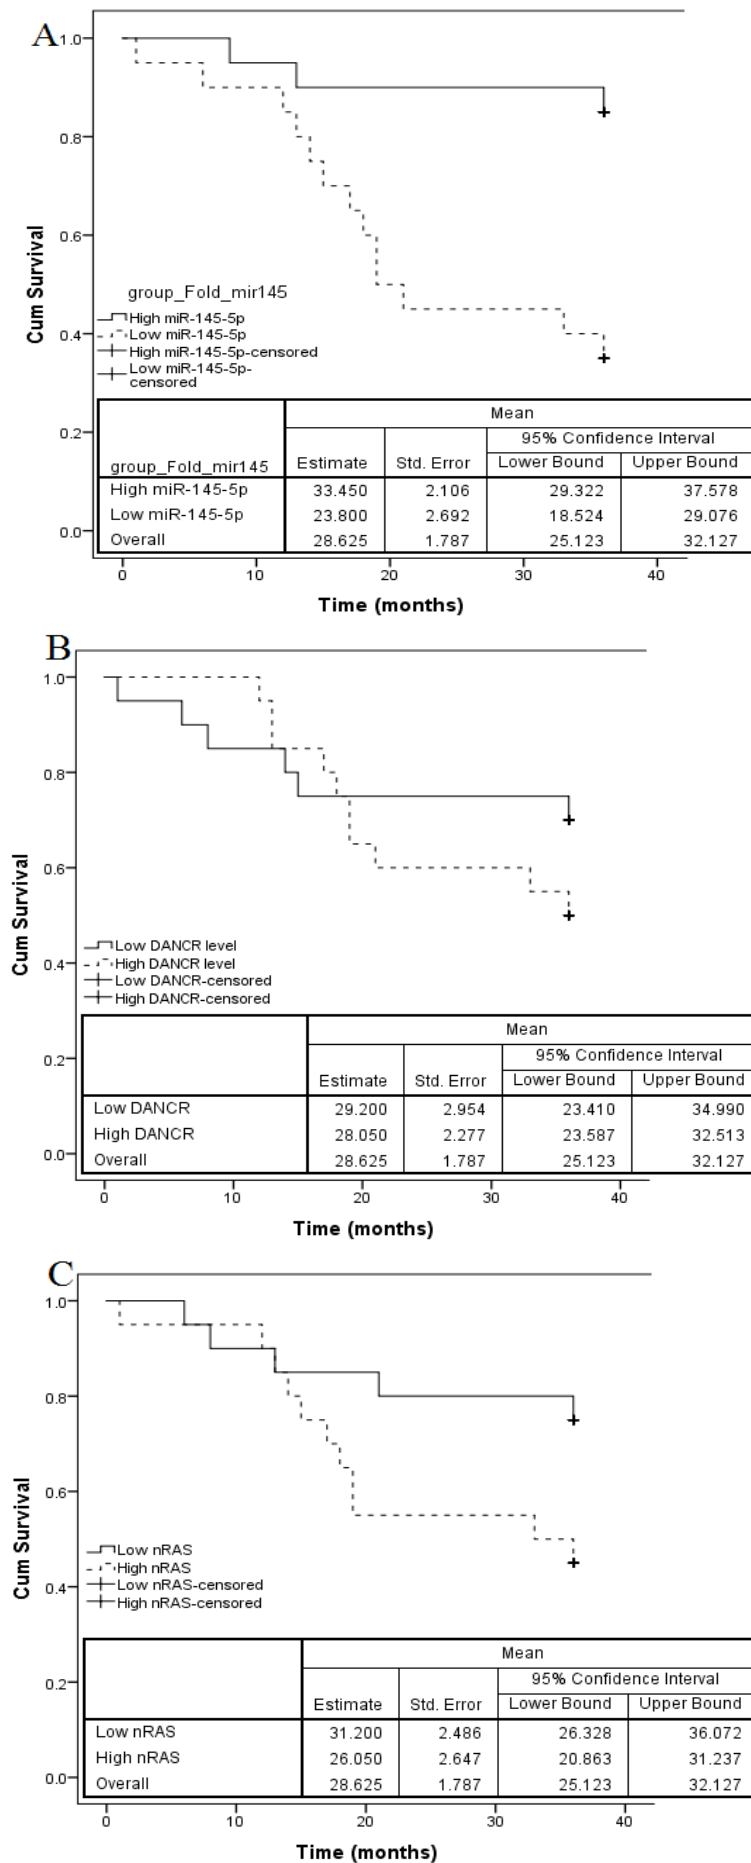 A
1.0
0.8
0.6
0.4
0.2
0.0
Cum Survival
group_Fold_mir145
High miR-145-5p
Low miR-145-5p
High miR-145-5p-censored
Low miR-145-5p-
censored
Mean
95% Confidence Interval
group_Fold_mir145 Estimate Std. Error Lower Bound Upper Bound
High miR-145-5p 33.450 2.106 29.322 37.578
Low miR-145-5p 23.800 2.692 18.524 29.076
Overall 28.625 1.787 25.123 32.127
0 10 20 30 40
Time (months)
B
1.0
0.8
0.6
0.4
0.2
0.0
Cum Survival
Low DANCR level
High DANCR level
Low DANCR-censored
High DANCR-censored
Mean
95% Confidence Interval
Estimate Std. Error Lower Bound Upper Bound
Low DANCR 29.200 2.954 23.410 34.990
High DANCR 28.050 2.277 23.587 32.513
Overall 28.625 1.787 25.123 32.127
0 10 20 30 40
Time (months)
C
1.0
0.8
0.6
0.4
0.2
0.0
Cum Survival
Low nRAS
High nRAS
Low nRAS-censored
High nRAS-censored
Mean
95% Confidence Interval
Estimate Std. Error Lower Bound Upper Bound
Low nRAS 31.200 2.486 26.328 36.072
High nRAS 26.050 2.647 20.863 31.237
Overall 28.625 1.787 25.123 32.127
0 10 20 30 40
Time (months)